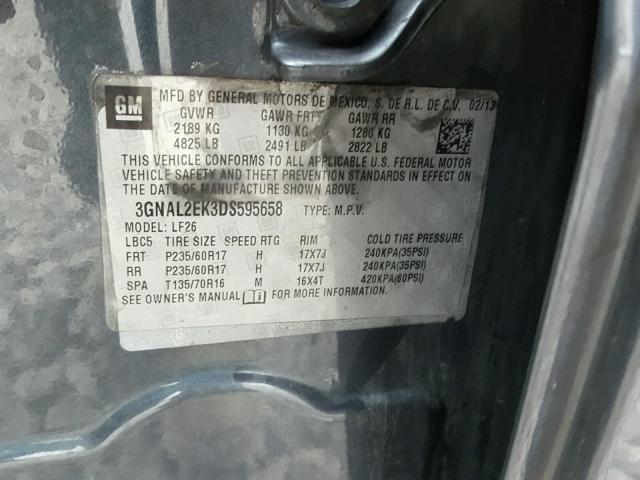 GM
MFD BY GENERAL MOTORS DE MEXICO, S. DE R.L. DE C.V. 02/13
GVWR GAWR FRT GAWR RR
2189 KG 1130 KG 1280 KG
4825 LB 2491 LB 2822 LB
THIS VEHICLE CONFORMS TO ALL APPLICABLE U.S. FEDERAL MOTOR
VEHICLE SAFETY AND THEFT PREVENTION STANDARDS IN EFFECT ON
THE DATE OF MANUFACTURE SHOWN ABOVE.
3GNAL2EK3DS595658 TYPE: M.P.V.
MODEL: LF26
LBC5 TIRE SIZE SPEED RTG RIM COLD TIRE PRESSURE
FRT P235/60R17 H 17X7J 240KPA(35PSI)
RR P235/60R17 H 17X7J 240KPA(35PSI)
SPA T135/70R16 M 16X4T 420KPA(60PSI)
SEE OWNER'S MANUAL FOR MORE INFORMATION.